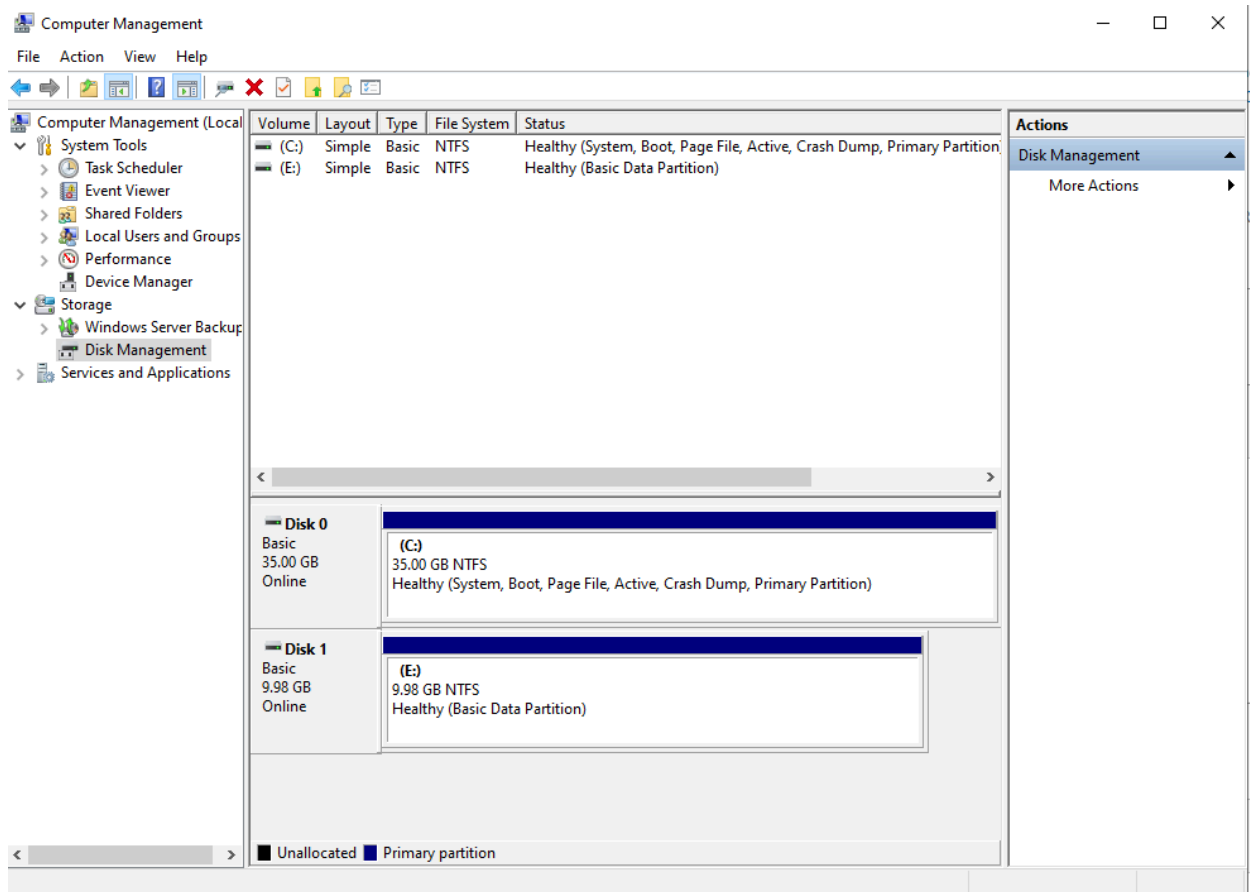 Computer Management
File Action View Help
Computer Management (Local
System Tools
Task Scheduler
Event Viewer
Shared Folders
Local Users and Groups
Performance
Device Manager
Storage
Windows Server Backup
Disk Management
Services and Applications
Volume Layout Type File System Status
(C:) Simple Basic NTFS Healthy (System, Boot, Page File, Active, Crash Dump, Primary Partition)
(E:) Simple Basic NTFS Healthy (Basic Data Partition)
Disk 0
Basic
35.00 GB
Online
(C:)
35.00 GB NTFS
Healthy (System, Boot, Page File, Active, Crash Dump, Primary Partition)
Disk 1
Basic
9.98 GB
Online
(E:)
9.98 GB NTFS
Healthy (Basic Data Partition)
Unallocated Primary partition
Actions
Disk Management
More Actions